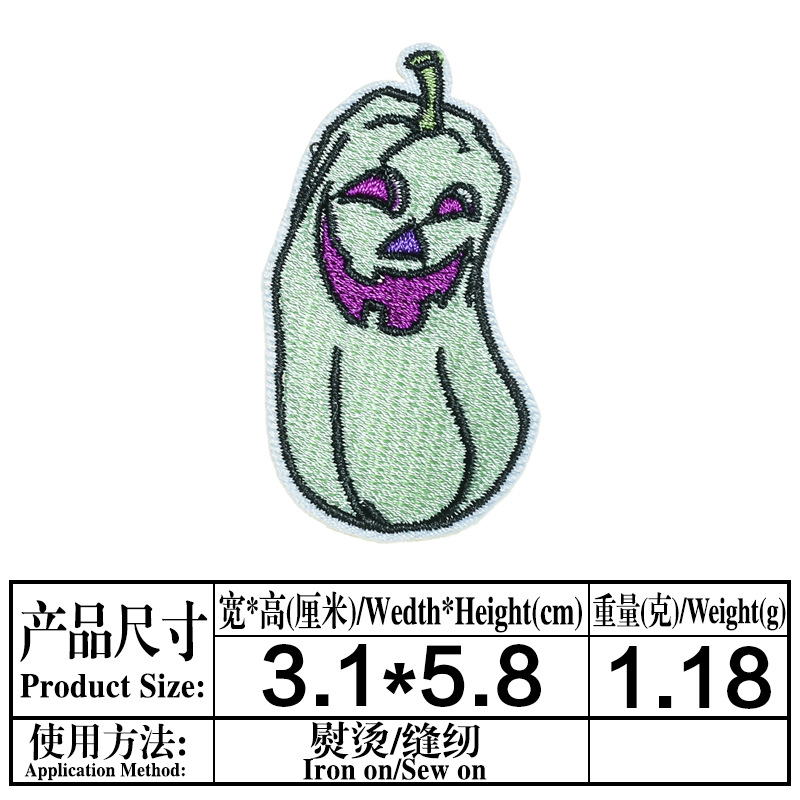 产品尺寸
Product Size:
宽*高(厘米)/Wedth*Height(cm)
重量(克)/Weight(g)
3.1*5.8
1.18
使用方法:
Application Method:
熨烫/缝纫
Iron on/Sew on